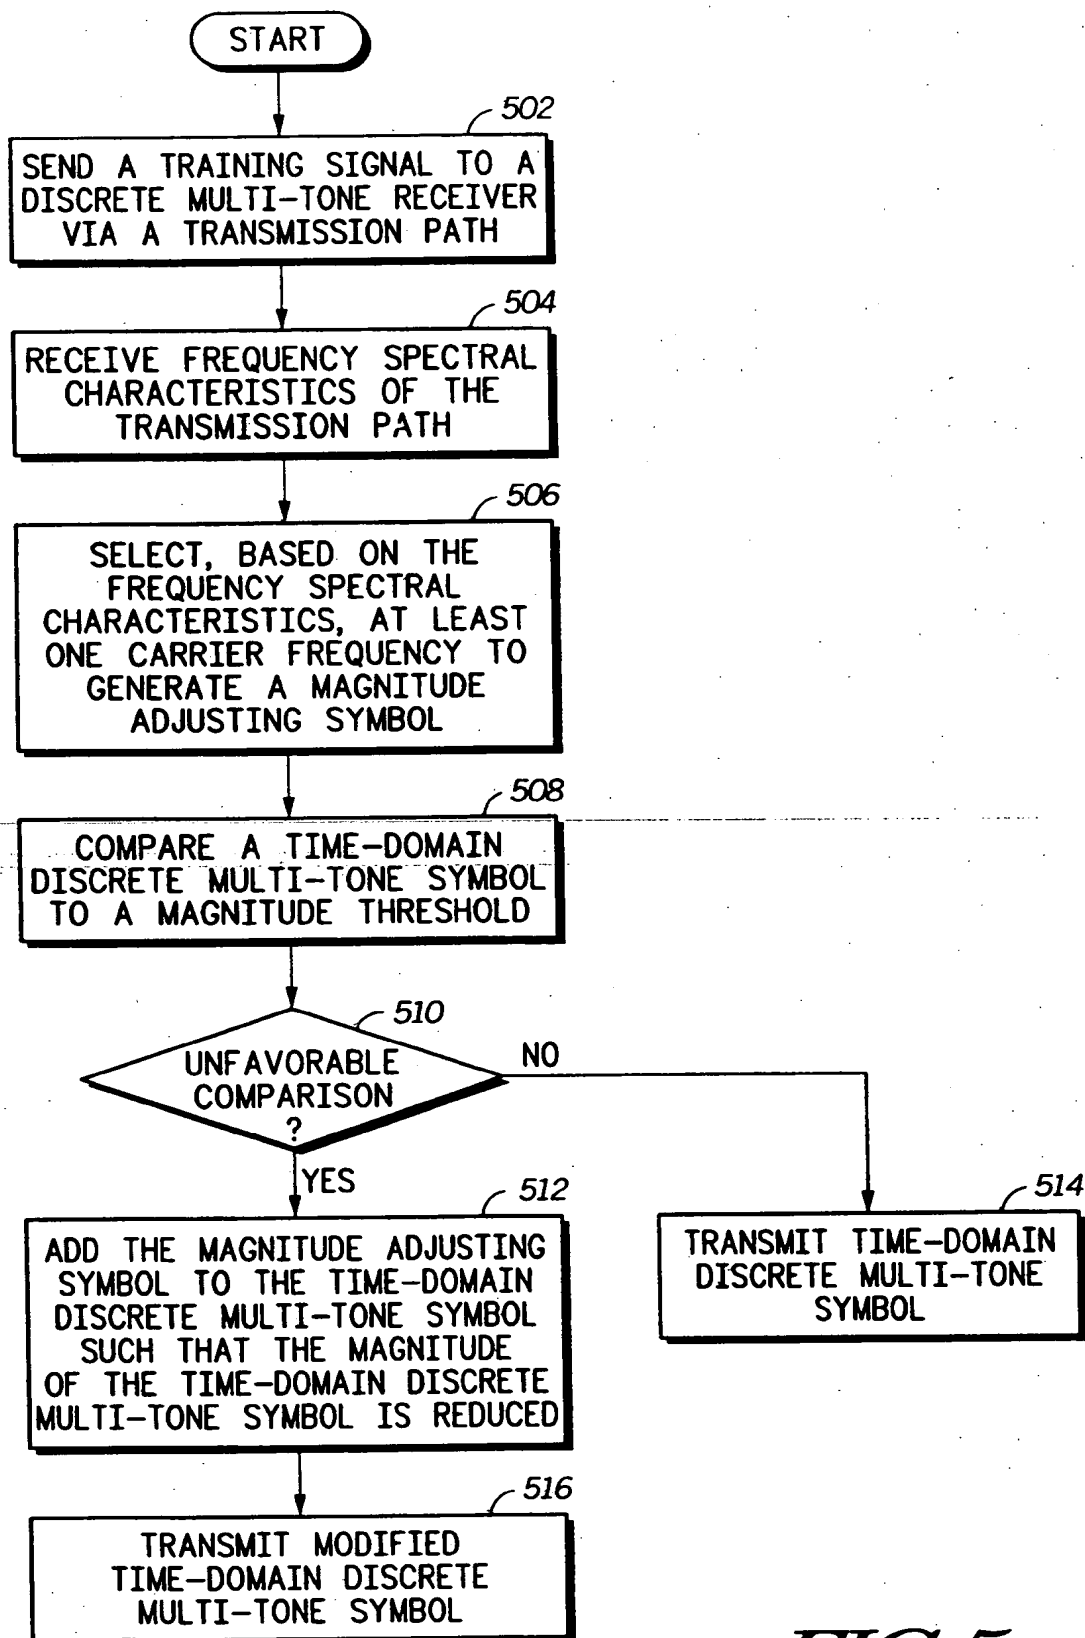 START
502
SEND A TRAINING SIGNAL TO A
DISCRETE MULTI-TONE RECEIVER
VIA A TRANSMISSION PATH
504
RECEIVE FREQUENCY SPECTRAL
CHARACTERISTICS OF THE
TRANSMISSION PATH
506
SELECT, BASED ON THE
FREQUENCY SPECTRAL
CHARACTERISTICS, AT LEAST
ONE CARRIER FREQUENCY TO
GENERATE A MAGNITUDE
ADJUSTING SYMBOL
508
COMPARE A TIME-DOMAIN
DISCRETE MULTI-TONE SYMBOL
TO A MAGNITUDE THRESHOLD
510
UNFAVORABLE
COMPARISON
?
NO
YES
512
ADD THE MAGNITUDE ADJUSTING
SYMBOL TO THE TIME-DOMAIN
DISCRETE MULTI-TONE SYMBOL
SUCH THAT THE MAGNITUDE
OF THE TIME-DOMAIN DISCRETE
MULTI-TONE SYMBOL IS REDUCED
514
TRANSMIT TIME-DOMAIN
DISCRETE MULTI-TONE
SYMBOL
516
TRANSMIT MODIFIED
TIME-DOMAIN DISCRETE
MULTI-TONE SYMBOL
FIG.5